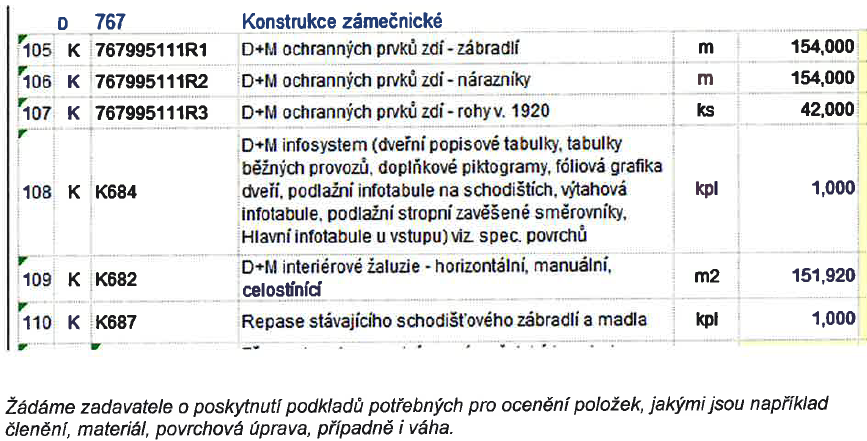 D 767 Konstrukce zámečnické
105 K 767995111R1 D+M ochranných prvků zdí - zábradlí m 154,000
106 K 767995111R2 D+M ochranných prvků zdí - nárazníky m 154,000
107 K 767995111R3 D+M ochranných prvků zdí - rohy v. 1920 ks 42,000
D+M infosystem (dveřní popisové tabulky, tabulky
běžných provozů, doplňkové piktogramy, fóliová grafika
108 K K684 dveří, podlažní infotabule na schodištích, výtahová kpl 1,000
infotabule, podlažní stropní zavěšené směrovníky,
Hlavní infotabule u vstupu) viz. spec. povrchů
109 K K682 D+M interiérové žaluzie - horizontální, manuální, m2 151,920
celostínící
110 K K687 Repase stávajícího schodišťového zábradlí a madla kpl 1,000
Žádáme zadavatele o poskytnutí podkladů potřebných pro ocenění položek, jakými jsou například
členění, materiál, povrchová úprava, případně i váha.